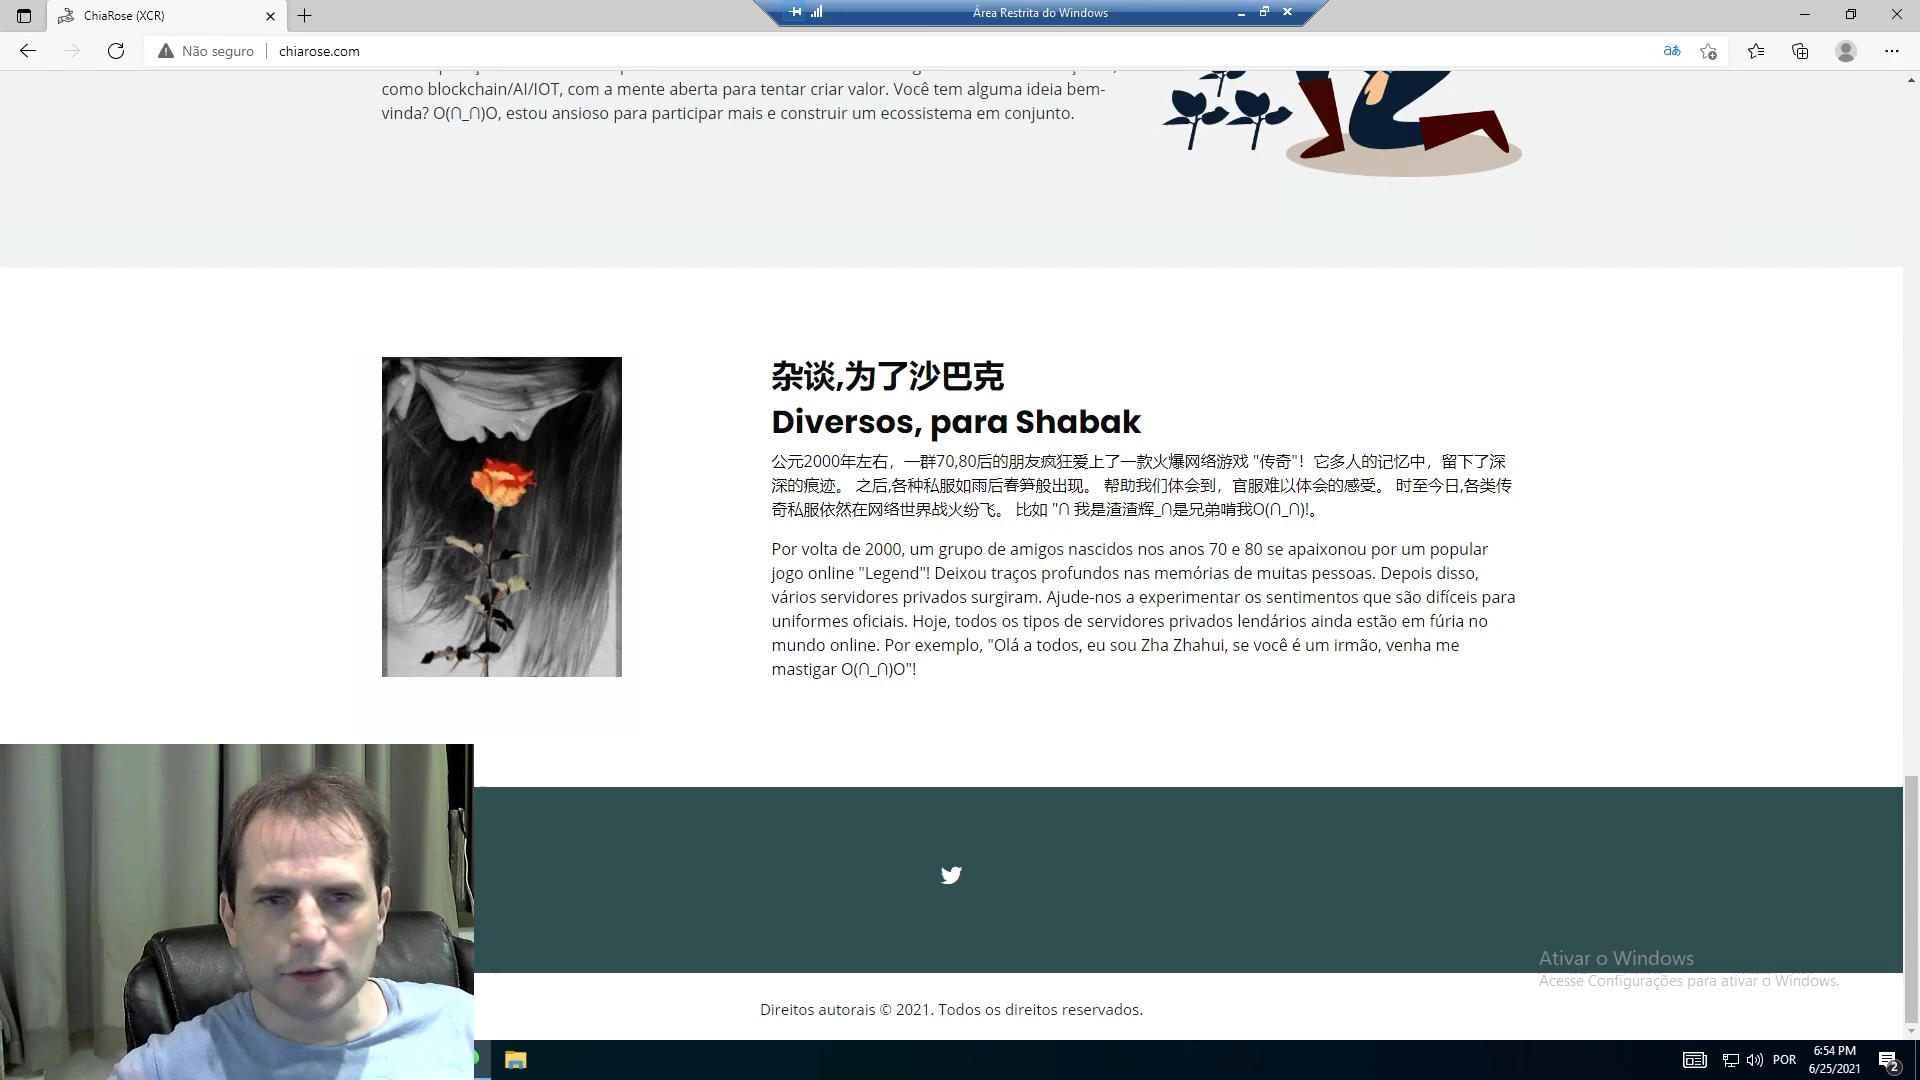 ChiaRose (XCR)
Área Restrita do Windows
Não seguro
chiarose.com
como blockchain/AI/IOT, com a mente aberta para tentar criar valor. Você tem alguma ideia bem-
vinda? O(∩_∩)O, estou ansioso para participar mais e construir um ecossistema em conjunto.
杂谈,为了沙巴克
Diversos, para Shabak
公元2000年左右，一群70,80后的朋友疯狂爱上了一款火爆网络游戏 "传奇"！它多人的记忆中，留下了深
深的痕迹。 之后,各种私服如雨后春笋般出现。 帮助我们体会到，官服难以体会的感受。 时至今日,各类传
奇私服依然在网络世界战火纷飞。 比如 "∩ 我是渣渣辉_∩是兄弟啃我O(∩_∩)!。
Por volta de 2000, um grupo de amigos nascidos nos anos 70 e 80 se apaixonou por um popular
jogo online "Legend"! Deixou traços profundos nas memórias de muitas pessoas. Depois disso,
vários servidores privados surgiram. Ajude-nos a experimentar os sentimentos que são difíceis para
uniformes oficiais. Hoje, todos os tipos de servidores privados lendários ainda estão em fúria no
mundo online. Por exemplo, "Olá a todos, eu sou Zha Zhahui, se você é um irmão, venha me
mastigar O(∩_∩)O"!
Ativar o Windows
Acesse Configurações para ativar o Windows.
Direitos autorais © 2021. Todos os direitos reservados.
POR
6:54 PM
6/25/2021
2